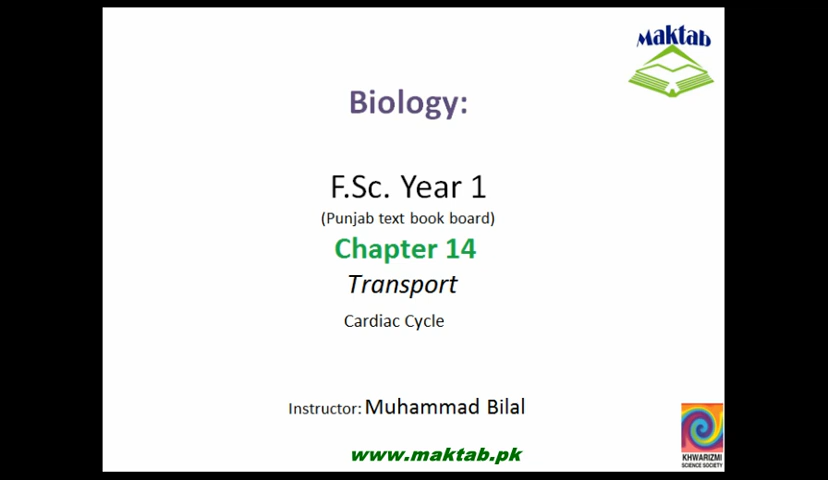 Maktab
Biology:
F.Sc. Year 1
(Punjab text book board)
Chapter 14
Transport
Cardiac Cycle
Instructor: Muhammad Bilal
www.maktab.pk
KHWARIZMI
SCIENCE SOCIETY